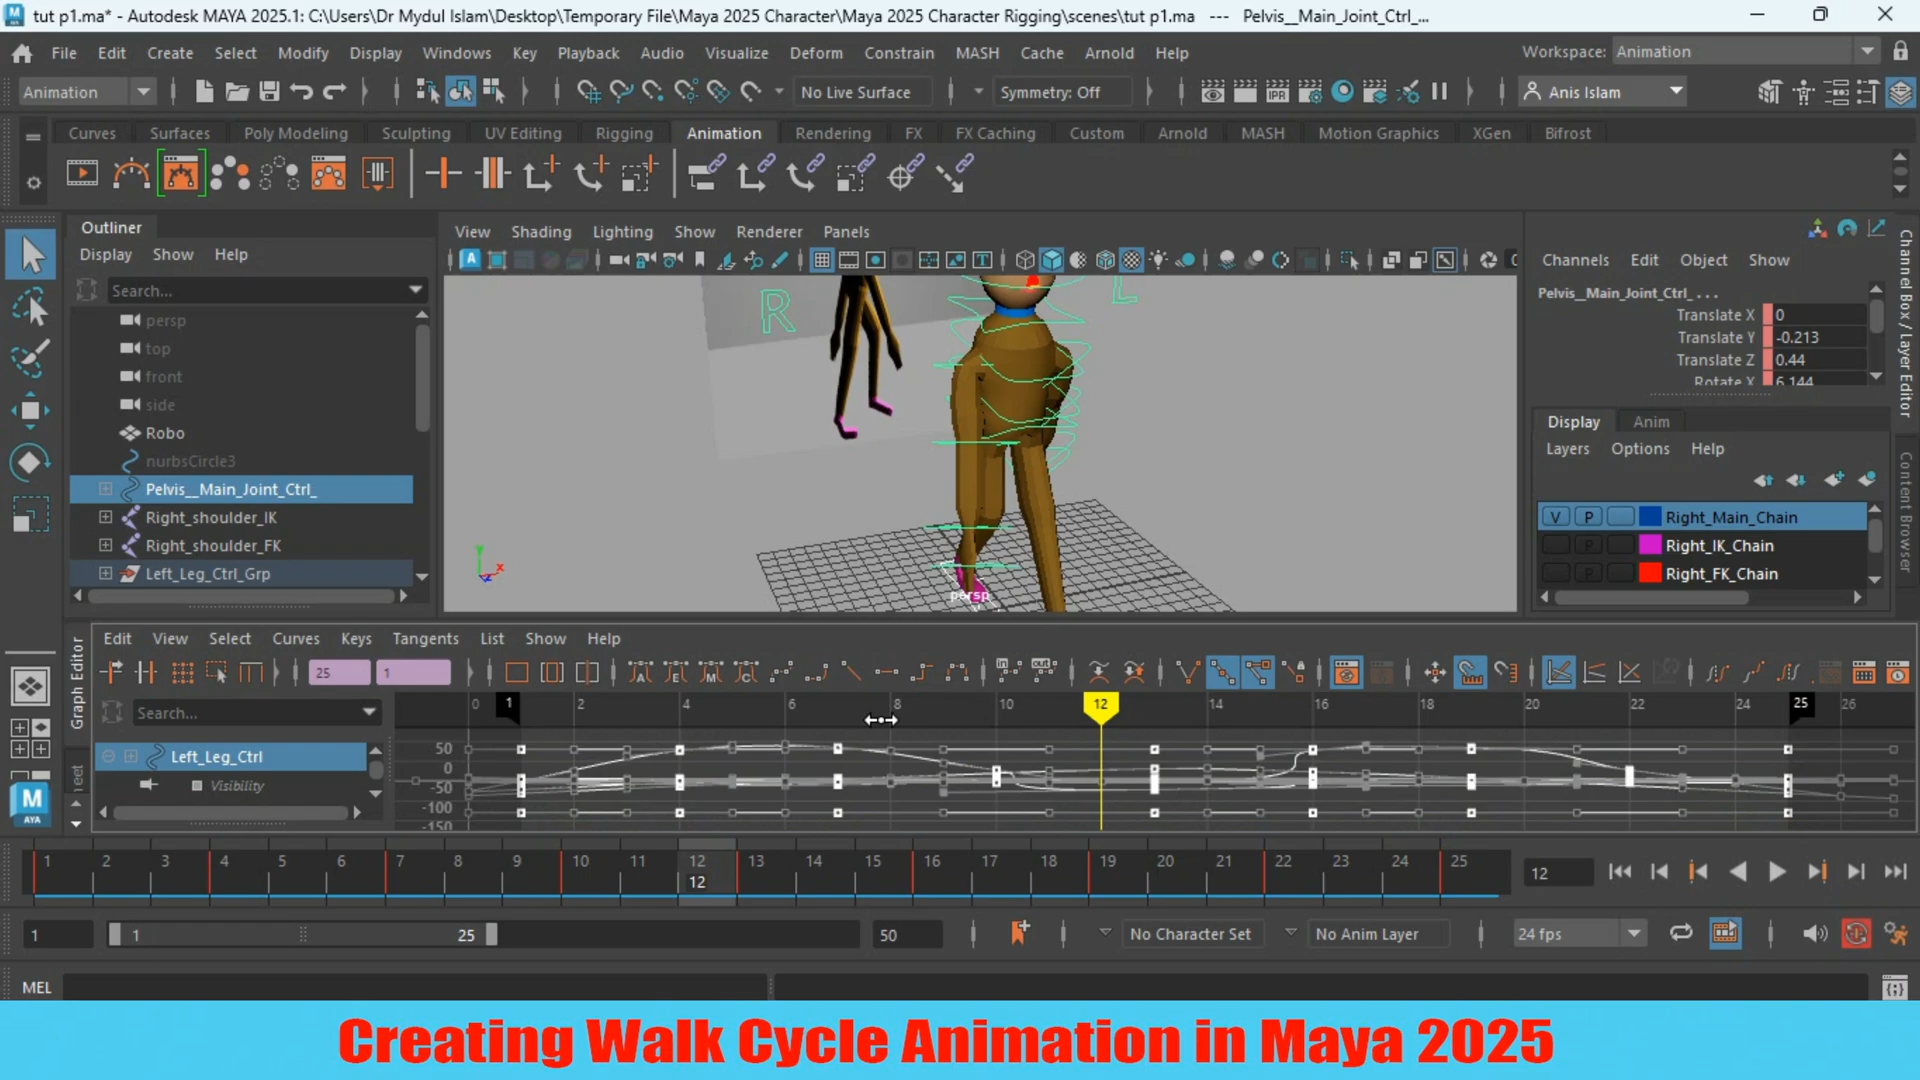 tut p1.ma* - Autodesk MAYA 2025.1: C:\Users\Dr Mydul Islam\Desktop\Temporary File\Maya 2025 Character\Maya 2025 Character Rigging\scenes\tut p1.ma --- Pelvis__Main_Joint_Ctrl_...
File Edit Create Select Modify Display Windows Key Playback Audio Visualize Deform Constrain MASH Cache Arnold Help
Workspace: Animation
Animation No Live Surface Symmetry: Off IPR Anis Islam
Curves Surfaces Poly Modeling Sculpting UV Editing Rigging Animation Rendering FX FX Caching Custom Arnold MASH Motion Graphics XGen Bifrost
Outliner
Display Show Help
Search...
persp
top
front
side
Robo
nurbsCircle3
Pelvis__Main_Joint_Ctrl_
Right_shoulder_IK
Right_shoulder_FK
Left_Leg_Ctrl_Grp
View Shading Lighting Show Renderer Panels
R
L
y
x
z
persp
Channels Edit Object Show
Pelvis__Main_Joint_Ctrl_ . . .
Translate X 0
Translate Y -0.213
Translate Z 0.44
Rotate X 6.144
Channel Box / Layer Editor
Content Browser
Display Anim
Layers Options Help
V P Right_Main_Chain
P Right_IK_Chain
P Right_FK_Chain
Graph Editor
Edit View Select Curves Keys Tangents List Show Help
25 1
Search...
Left_Leg_Ctrl
Visibility
0 1 2 4 6 8 10 12 14 16 18 20 22 24 25 26
50
0
-50
-100
-150
1 2 3 4 5 6 7 8 9 10 11 12 13 14 15 16 17 18 19 20 21 22 23 24 25
12
12
1 1 25 50 No Character Set No Anim Layer 24 fps
MEL
M
AYA
Creating Walk Cycle Animation in Maya 2025